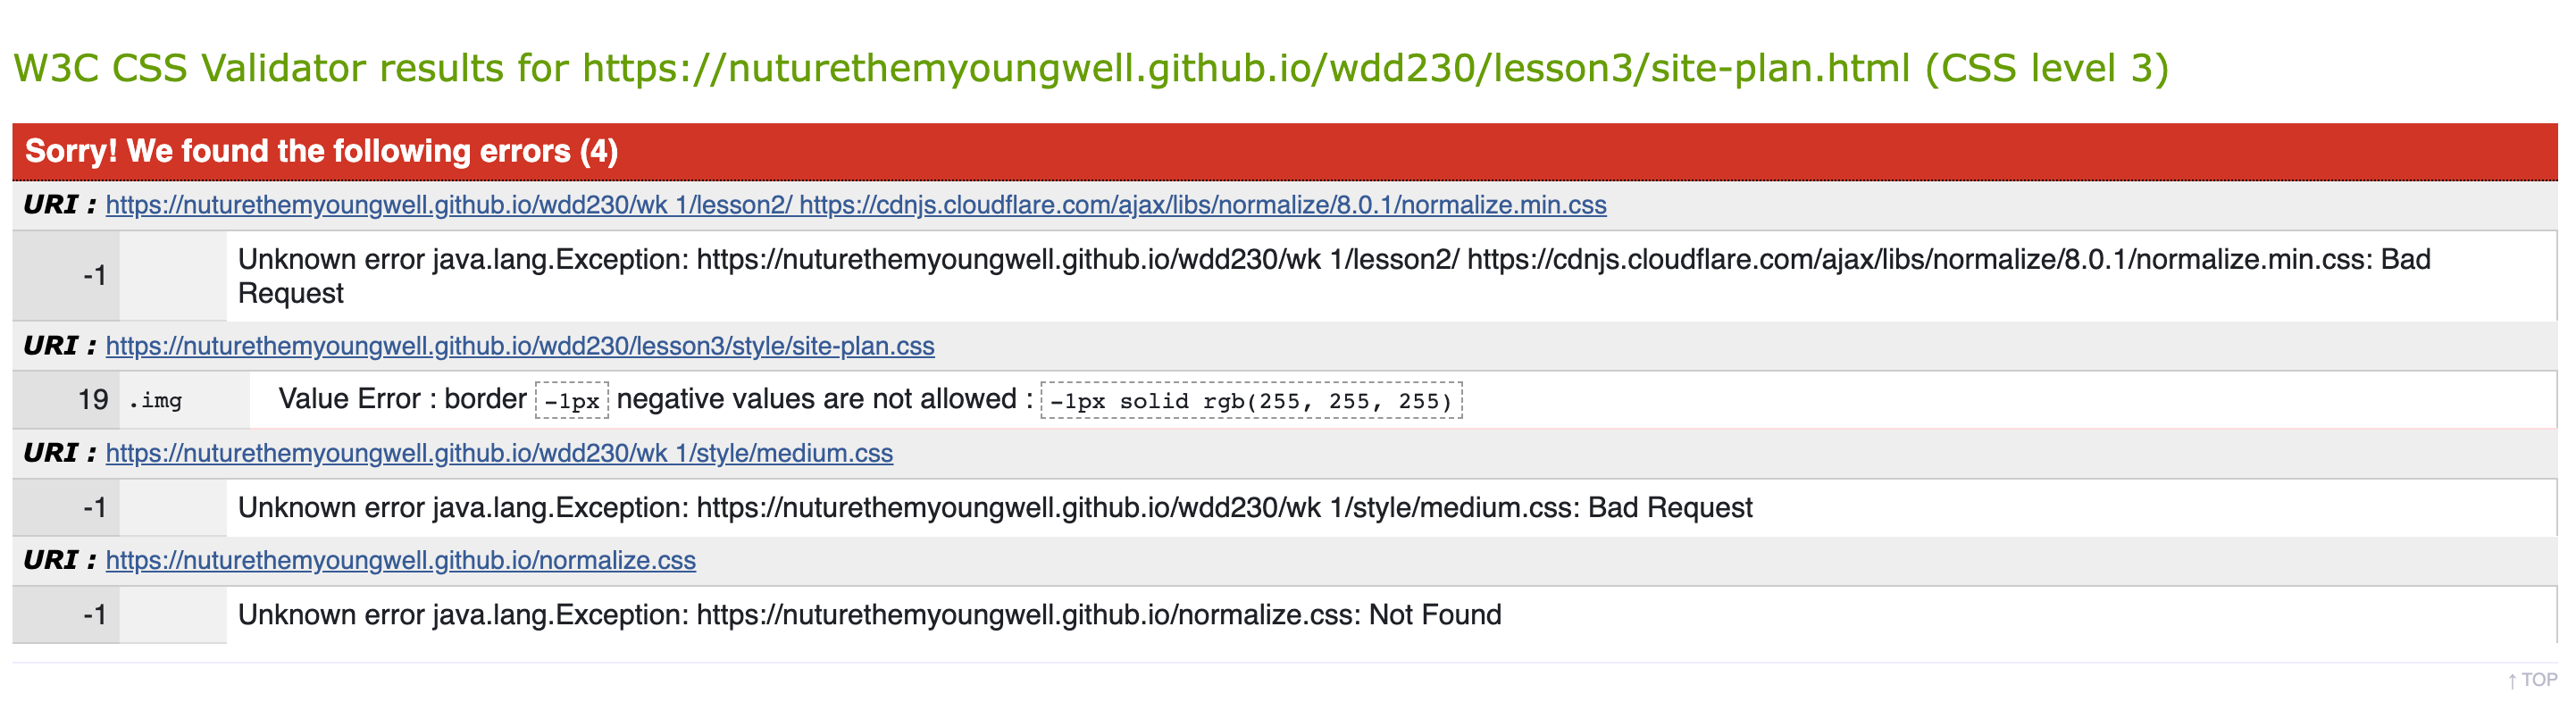 W3C CSS Validator results for https://nuturethemyoungwell.github.io/wdd230/lesson3/site-plan.html (CSS level 3)
Sorry! We found the following errors (4)
URI : https://nuturethemyoungwell.github.io/wdd230/wk 1/lesson2/ https://cdnjs.cloudflare.com/ajax/libs/normalize/8.0.1/normalize.min.css
-1 Unknown error java.lang.Exception: https://nuturethemyoungwell.github.io/wdd230/wk 1/lesson2/ https://cdnjs.cloudflare.com/ajax/libs/normalize/8.0.1/normalize.min.css: Bad
Request
URI : https://nuturethemyoungwell.github.io/wdd230/lesson3/style/site-plan.css
19 .img Value Error : border -1px negative values are not allowed : -1px solid rgb(255, 255, 255)
URI : https://nuturethemyoungwell.github.io/wdd230/wk 1/style/medium.css
-1 Unknown error java.lang.Exception: https://nuturethemyoungwell.github.io/wdd230/wk 1/style/medium.css: Bad Request
URI : https://nuturethemyoungwell.github.io/normalize.css
-1 Unknown error java.lang.Exception: https://nuturethemyoungwell.github.io/normalize.css: Not Found
↑ TOP